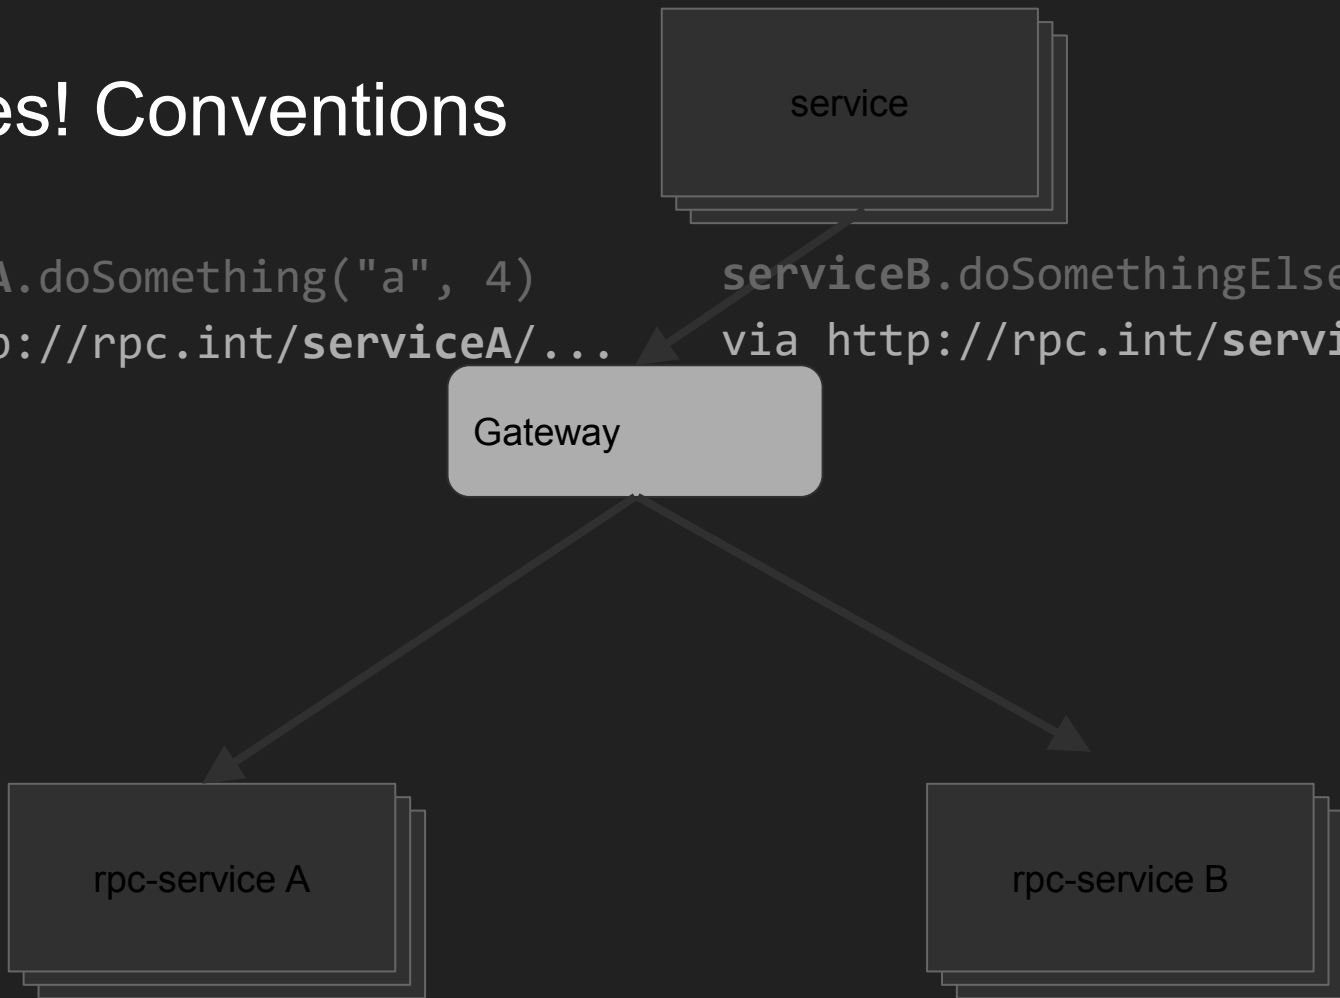 es! Conventions
service
A.doSomething("a", 4)
p://rpc.int/serviceA/...
serviceB.doSomethingElse
via http://rpc.int/servi
Gateway
rpc-service A
rpc-service B